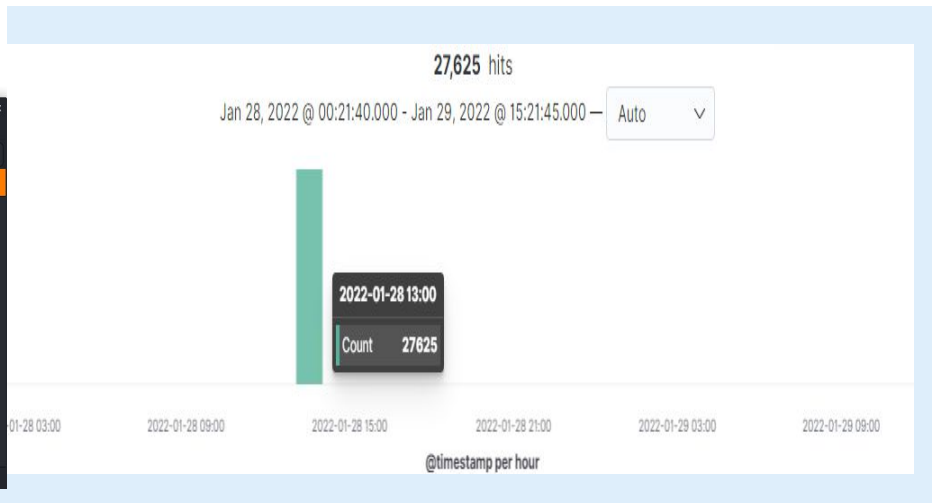 27,625 hits
Jan 28, 2022 @ 00:21:40.000 - Jan 29, 2022 @ 15:21:45.000 — Auto
2022-01-28 13:00
Count 27625
-01-28 03:00 2022-01-28 09:00 2022-01-28 15:00 2022-01-28 21:00 2022-01-29 03:00 2022-01-29 09:00
@timestamp per hour